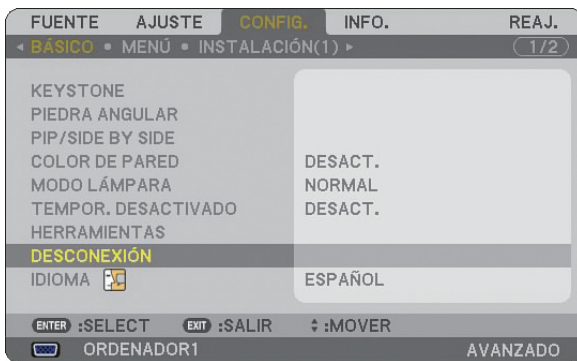 FUENTE AJUSTE CONFIG. INFO. REAJ.
BÁSICO • MENÚ • INSTALACIÓN(1) 1/2
KEYSTONE
PIEDRA ANGULAR
PIP/SIDE BY SIDE
COLOR DE PARED DESACT.
MODO LÁMPARA NORMAL
TEMPOR. DESACTIVADO DESACT.
HERRAMIENTAS
DESCONEXIÓN
IDIOMA ESPAÑOL
ENTER :SELECT EXIT :SALIR :MOVER
ORDENADOR1 AVANZADO